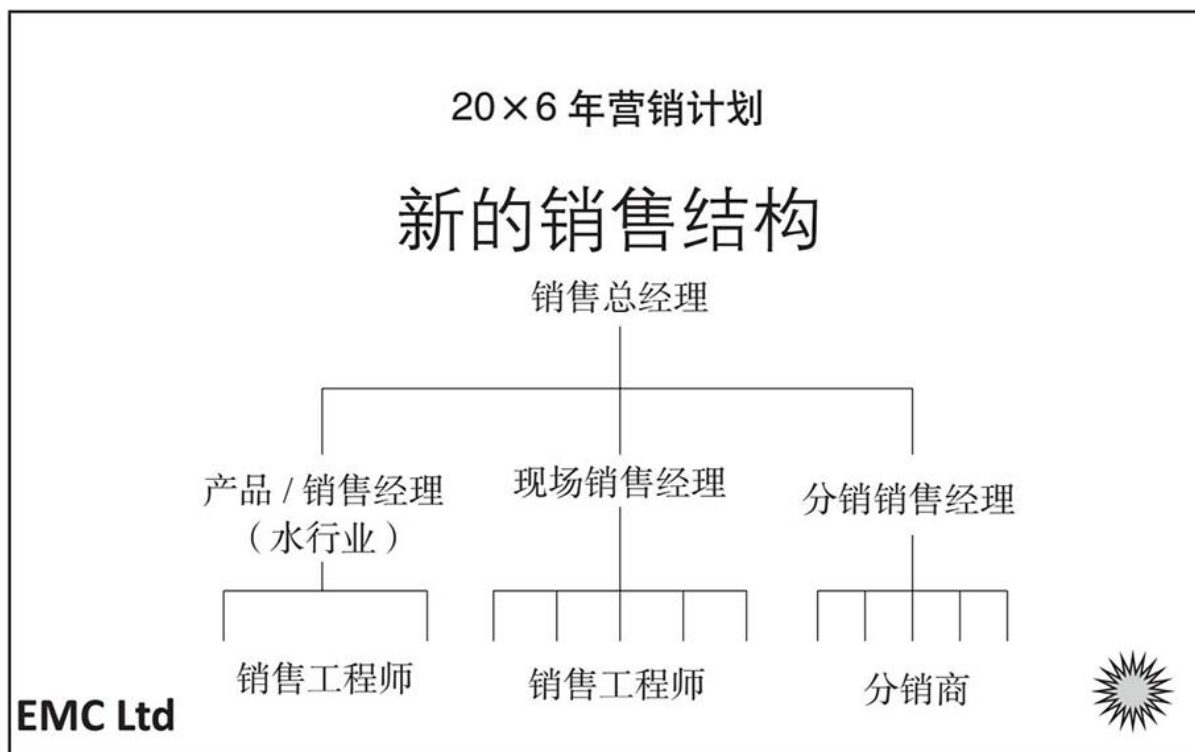 20×6 年营销计划
新的销售结构
销售总经理
产品 / 销售经理
（水行业）
现场销售经理
分销销售经理
销售工程师
销售工程师
分销商
EMC Ltd